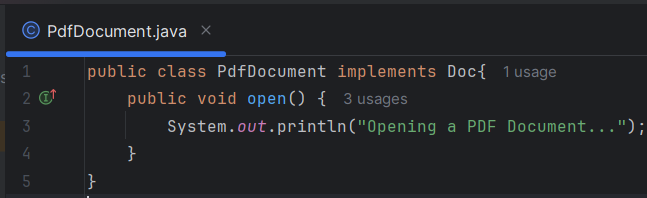 PdfDocument.java
1 public class PdfDocument implements Doc{ 1 usage
2 public void open() { 3 usages
3 System.out.println("Opening a PDF Document...");
4 }
5 }